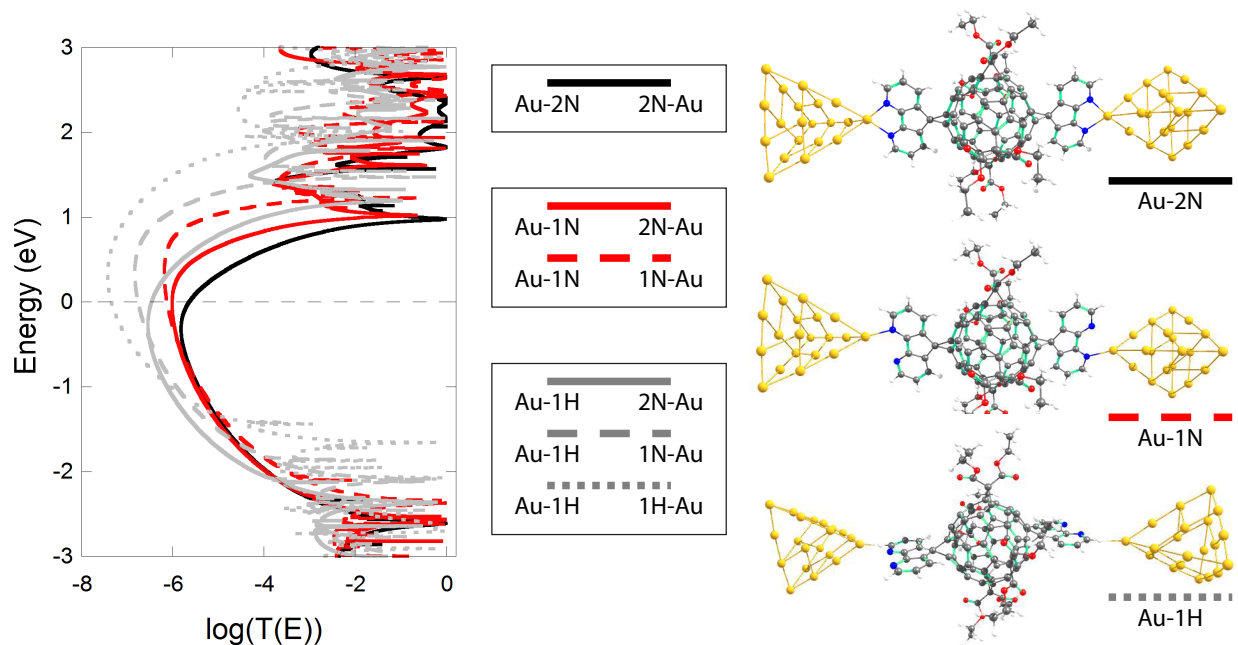 3
2
1
0
-1
-2
-3
Energy (eV)
-8 -6 -4 -2 0
log(T(E))
Au-2N 2N-Au
Au-1N 2N-Au
Au-1N 1N-Au
Au-1H 2N-Au
Au-1H 1N-Au
Au-1H 1H-Au
Au-2N
Au-1N
Au-1H